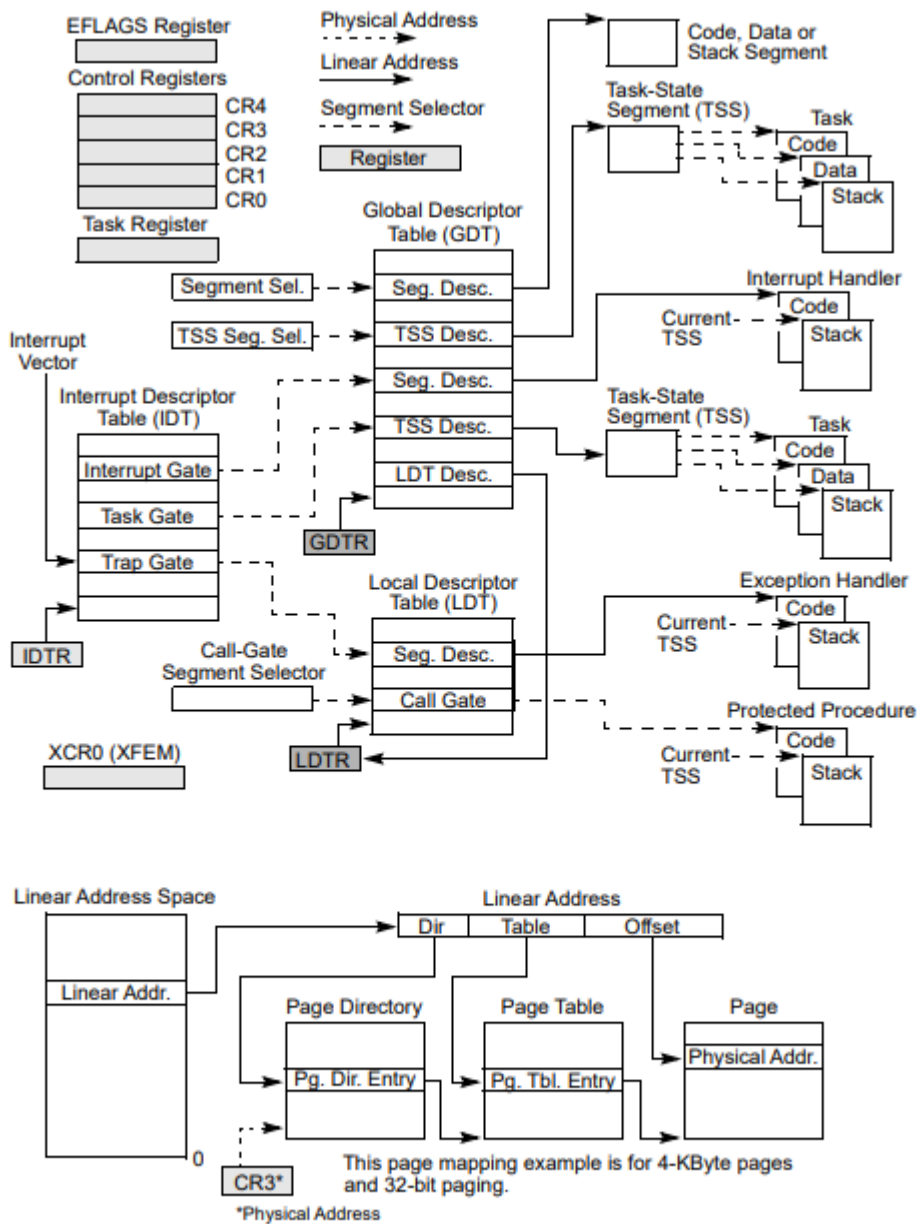 EFLAGS Register
Control Registers
CR4
CR3
CR2
CR1
CR0
Task Register
Physical Address
Linear Address
Segment Selector
Register
Global Descriptor
Table (GDT)
Segment Sel.
Seg. Desc.
TSS Seg. Sel.
TSS Desc.
Seg. Desc.
TSS Desc.
LDT Desc.
GDTR
Code, Data or
Stack Segment
Task-State
Segment (TSS)
Task
Code
Data
Stack
Interrupt Handler
Code
Current
TSS
Stack
Task-State
Segment (TSS)
Task
Code
Data
Stack
Interrupt
Vector
Interrupt Descriptor
Table (IDT)
Interrupt Gate
Task Gate
Trap Gate
IDTR
Local Descriptor
Table (LDT)
Call-Gate
Segment Selector
Seg. Desc.
Call Gate
LDTR
Exception Handler
Code
Current
TSS
Stack
Protected Procedure
Code
Current
TSS
Stack
XCR0 (XFEM)
Linear Address Space
Linear Addr.
0
Linear Address
Dir
Table
Offset
Page Directory
Pg. Dir. Entry
Page Table
Pg. Tbl. Entry
Page
Physical Addr.
CR3*
*Physical Address
This page mapping example is for 4-KByte pages
and 32-bit paging.